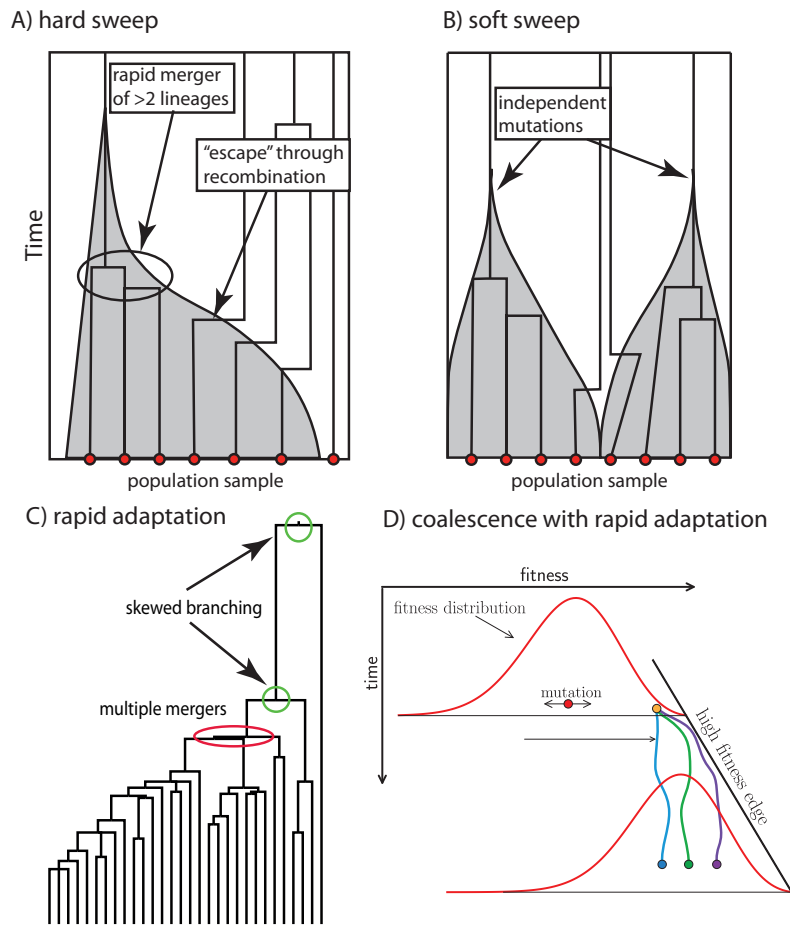 A) hard sweep
rapid merger
of >2 lineages
"escape" through
recombination
Time
population sample
B) soft sweep
independent
mutations
population sample
C) rapid adaptation
skewed branching
multiple mergers
D) coalescence with rapid adaptation
fitness
fitness distribution
time
mutation
high fitness edge